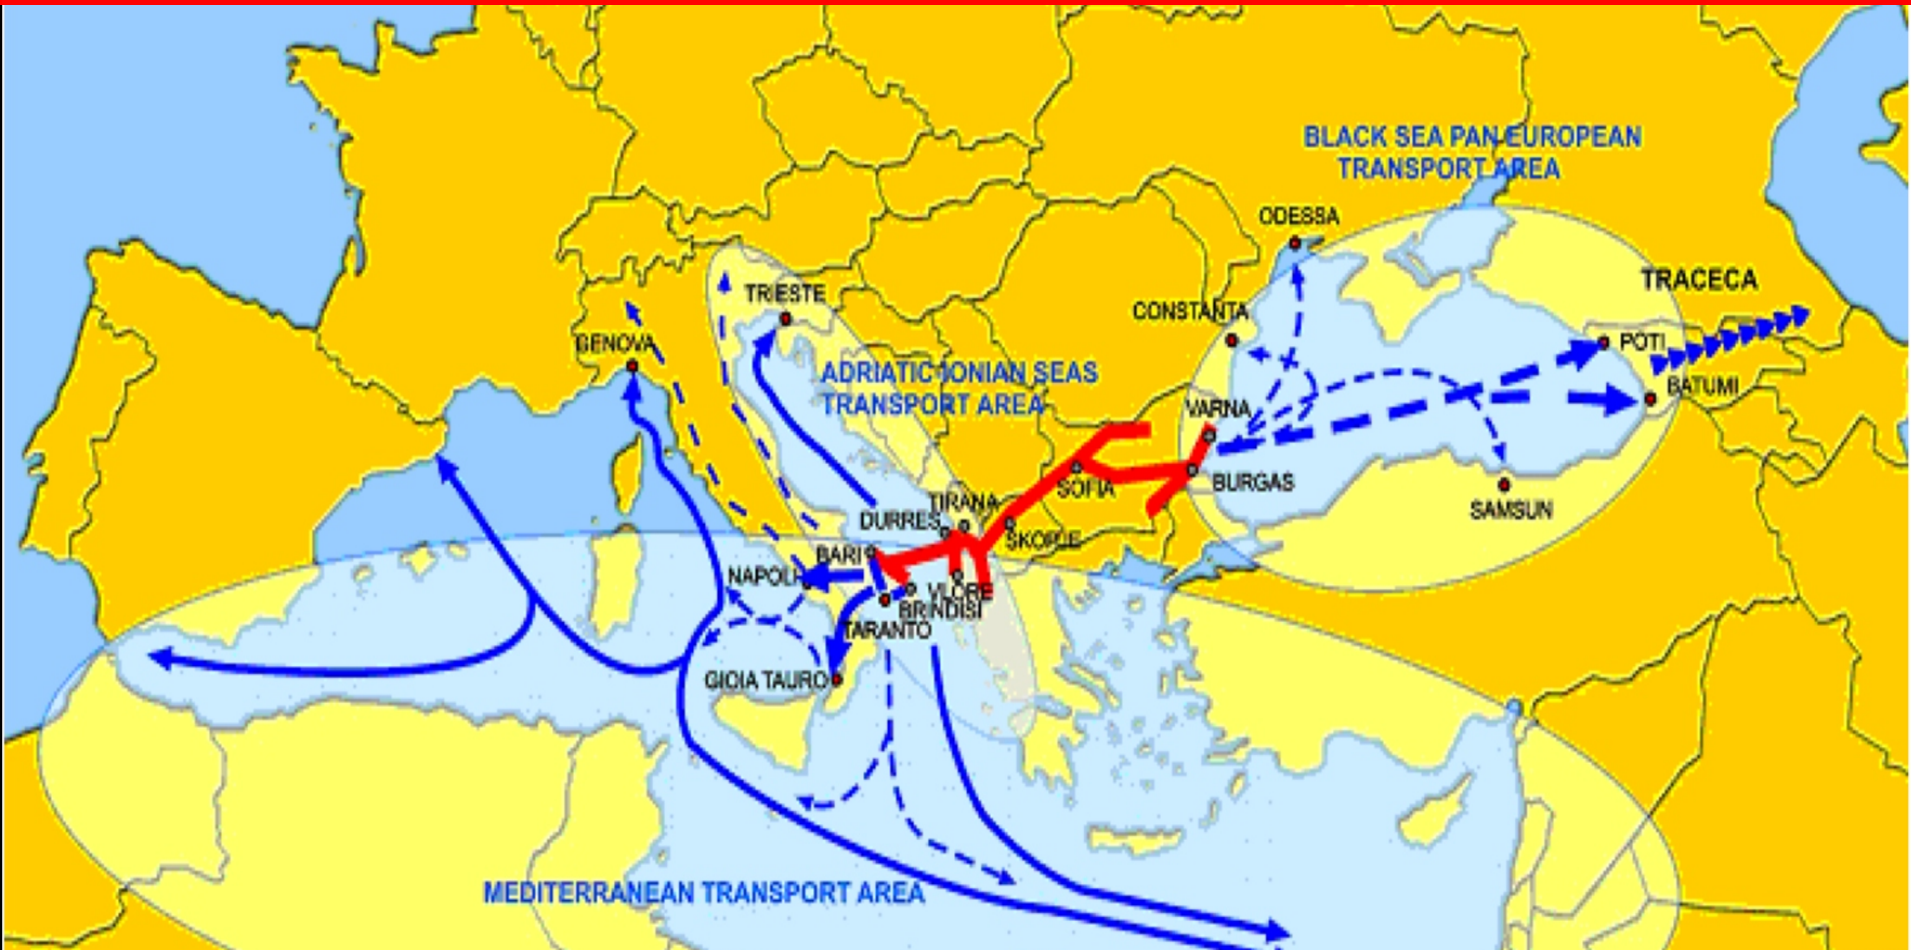 BLACK SEA PAN-EUROPEAN
TRANSPORT AREA
ODESSA
TRACECA
TRIESTE
CONSTANTA
GENOVA
POTI
ADRIATIC-IONIAN SEAS
TRANSPORT AREA
BATUMI
VARNA
SOFIA
BURGAS
TIRANA
SAMSUN
DURRES
SKOPJE
BARI
NAPOLI
VLORE
BRINDISI
TARANTO
GIOIA TAURO
MEDITERRANEAN TRANSPORT AREA